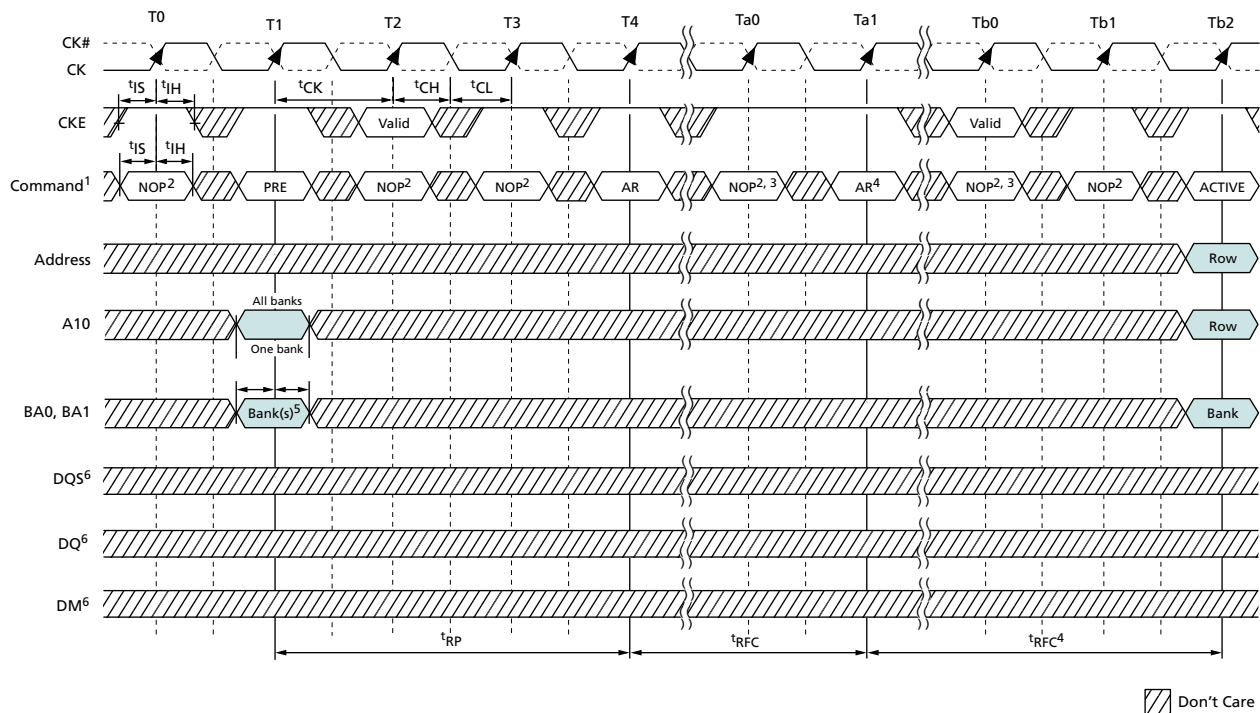 T0 T1 T2 T3 T4 Ta0 Ta1 Tb0 Tb1 Tb2
CK#
CK
tIS tIH tCK tCH tCL
CKE Valid Valid
tIS tIH
Command1 NOP2 PRE NOP2 NOP2 AR NOP2, 3 AR4 NOP2, 3 NOP2 ACTIVE
Address Row
All banks
A10 Row
One bank
BA0, BA1 Bank(s)5 Bank
DQS6
DQ6
DM6
tRP tRFC tRFC4
Don't Care